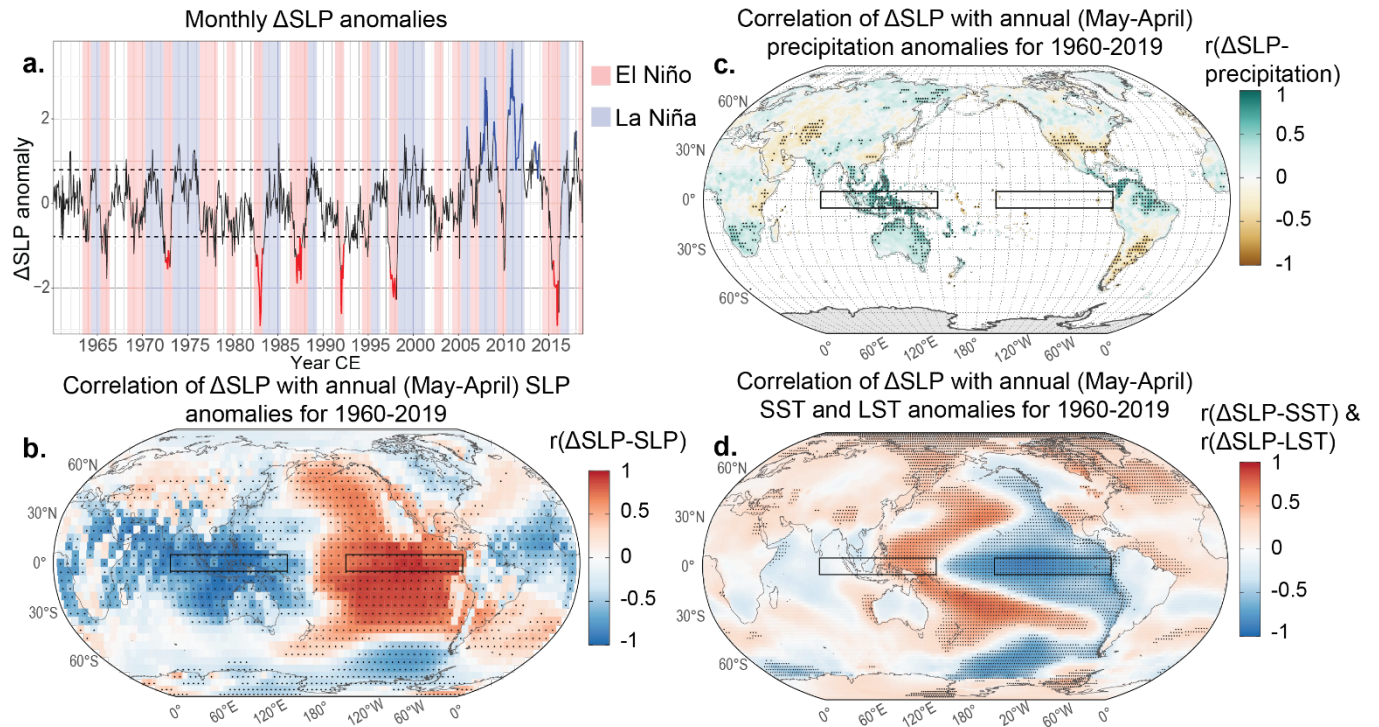 Monthly ΔSLP anomalies
a.
ΔSLP anomaly
2
0
−2
1965 1970 1975 1980 1985 1990 1995 2000 2005 2010 2015
Year CE
El Niño
La Niña
Correlation of ΔSLP with annual (May-April)
precipitation anomalies for 1960-2019
c.
r(ΔSLP-
precipitation)
1
0.5
0
-0.5
-1
60°N
30°N
0°
30°S
60°S
0° 60°E 120°E 180° 120°W 60°W 0°
Correlation of ΔSLP with annual (May-April) SLP
anomalies for 1960-2019
b.
r(ΔSLP-SLP)
1
0.5
0
-0.5
-1
60°N
30°N
0°
30°S
60°S
0° 60°E 120°E 180° 120°W 60°W 0°
Correlation of ΔSLP with annual (May-April)
SST and LST anomalies for 1960-2019
d.
r(ΔSLP-SST) &
r(ΔSLP-LST)
1
0.5
0
-0.5
-1
60°N
30°N
0°
30°S
60°S
0° 60°E 120°E 180° 120°W 60°W 0°